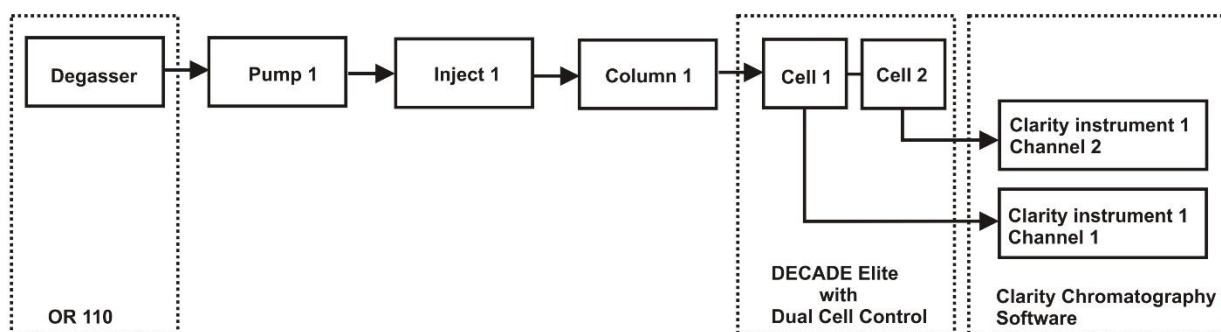 Degasser
Pump 1
Inject 1
Column 1
Cell 1
Cell 2
Clarity instrument 1
Channel 2
Clarity instrument 1
Channel 1
OR 110
DECADE Elite
with
Dual Cell Control
Clarity Chromatography
Software